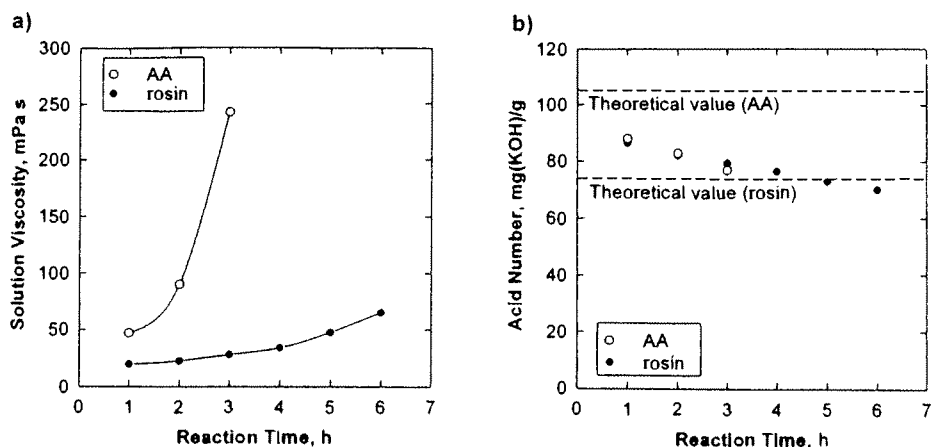 a)
Solution Viscosity, mPa s
300
250
200
150
100
50
0
AA
rosin
0 1 2 3 4 5 6 7
Reaction Time, h
b)
Acid Number, mg(KOH)/g
120
100
80
60
40
20
0
Theoretical value (AA)
Theoretical value (rosin)
AA
rosin
0 1 2 3 4 5 6 7
Reaction Time, h